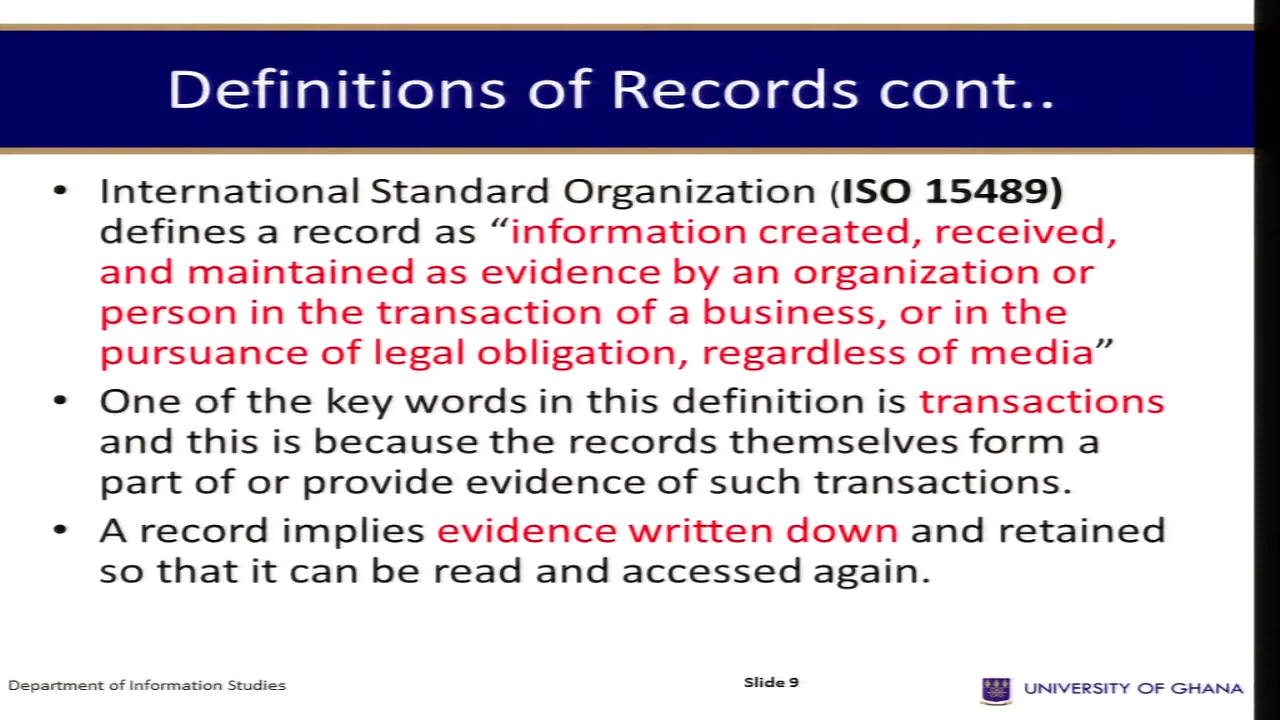 Definitions of Records cont..
• International Standard Organization (ISO 15489)
defines a record as “information created, received,
and maintained as evidence by an organization or
person in the transaction of a business, or in the
pursuance of legal obligation, regardless of media”
• One of the key words in this definition is transactions
and this is because the records themselves form a
part of or provide evidence of such transactions.
• A record implies evidence written down and retained
so that it can be read and accessed again.
Department of Information Studies
Slide 9
UNIVERSITY OF GHANA